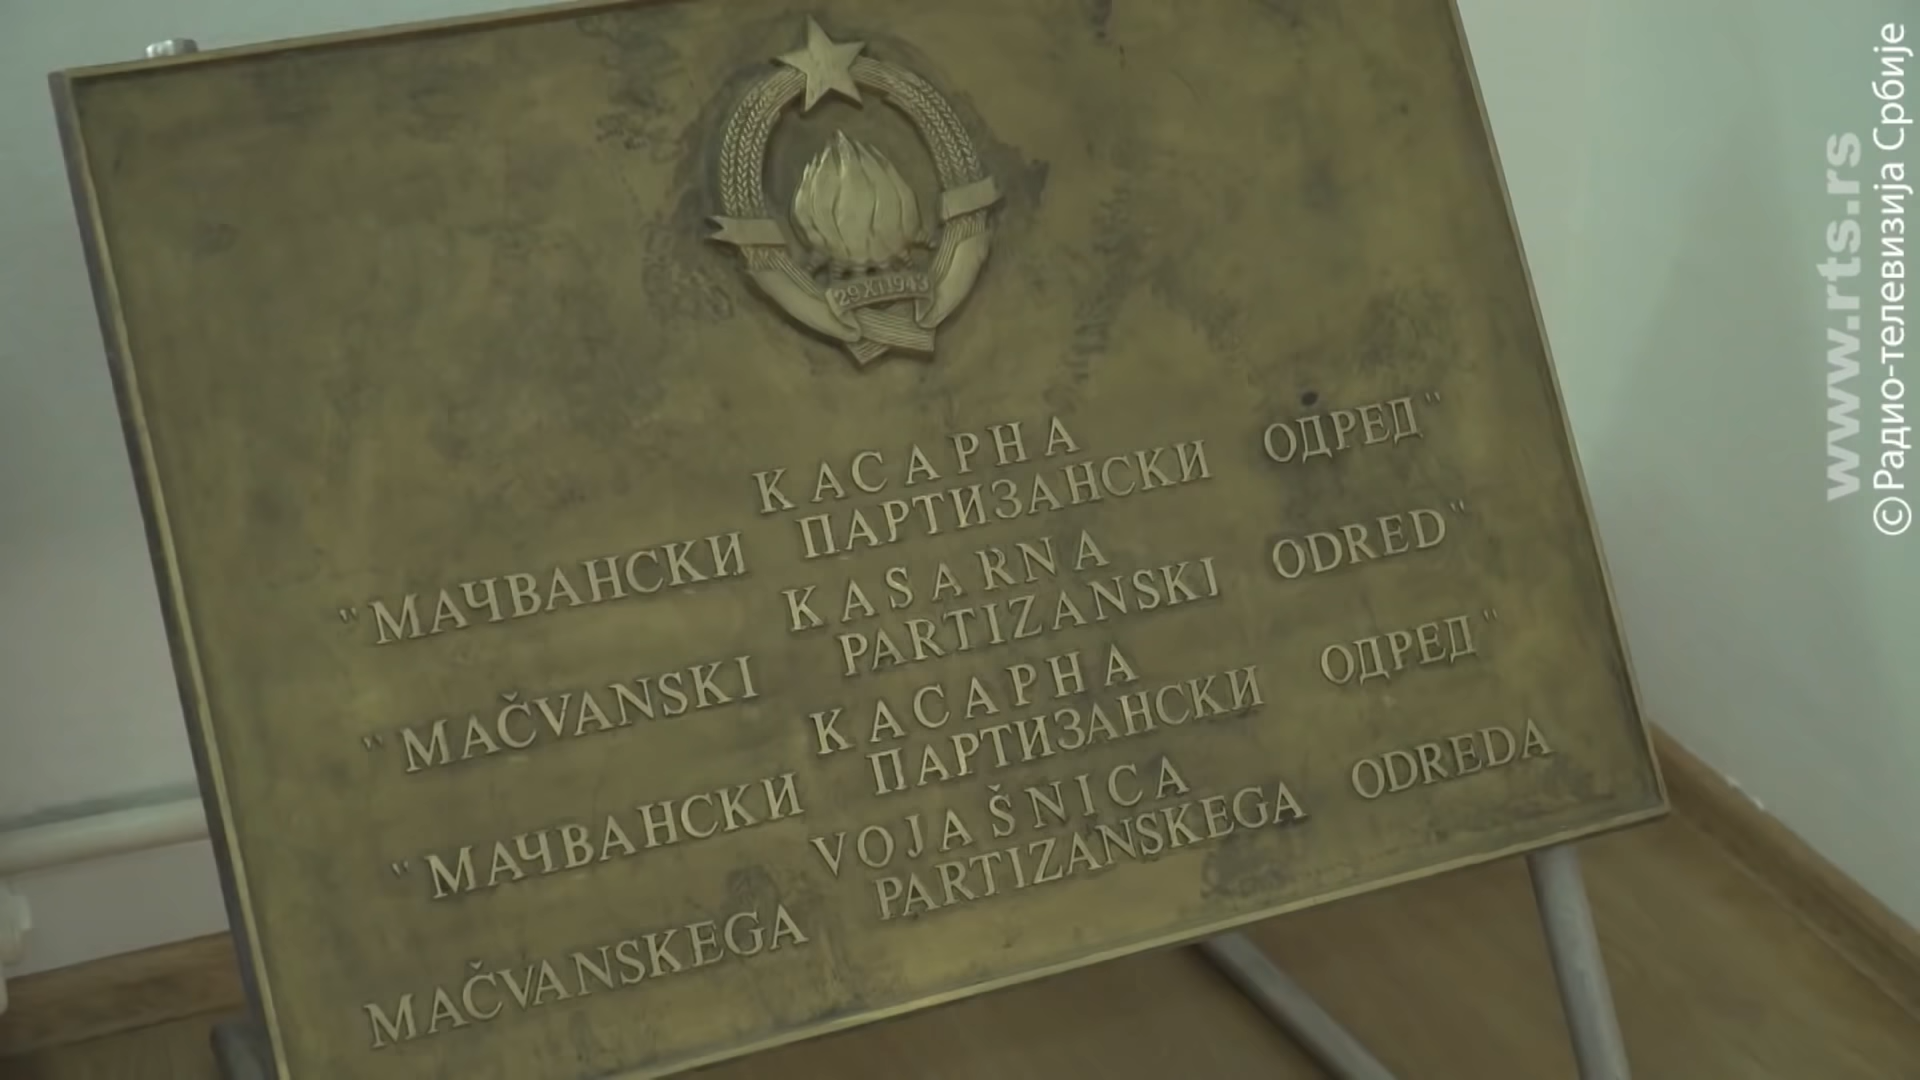 29 XI 1943
КАСАРНА
"МАЧВАНСКИ ПАРТИЗАНСКИ ОДРЕД"
KASARNA
"MAČVANSKI PARTIZANSKI ODRED"
КАСАРНА
"МАЧВАНСКИ ПАРТИЗАНСКИ ОДРЕД"
VOJAŠNICA
MAČVANSKEGA PARTIZANSKEGA ODREDA
www.rts.rs
©Радио-телевизија Србије